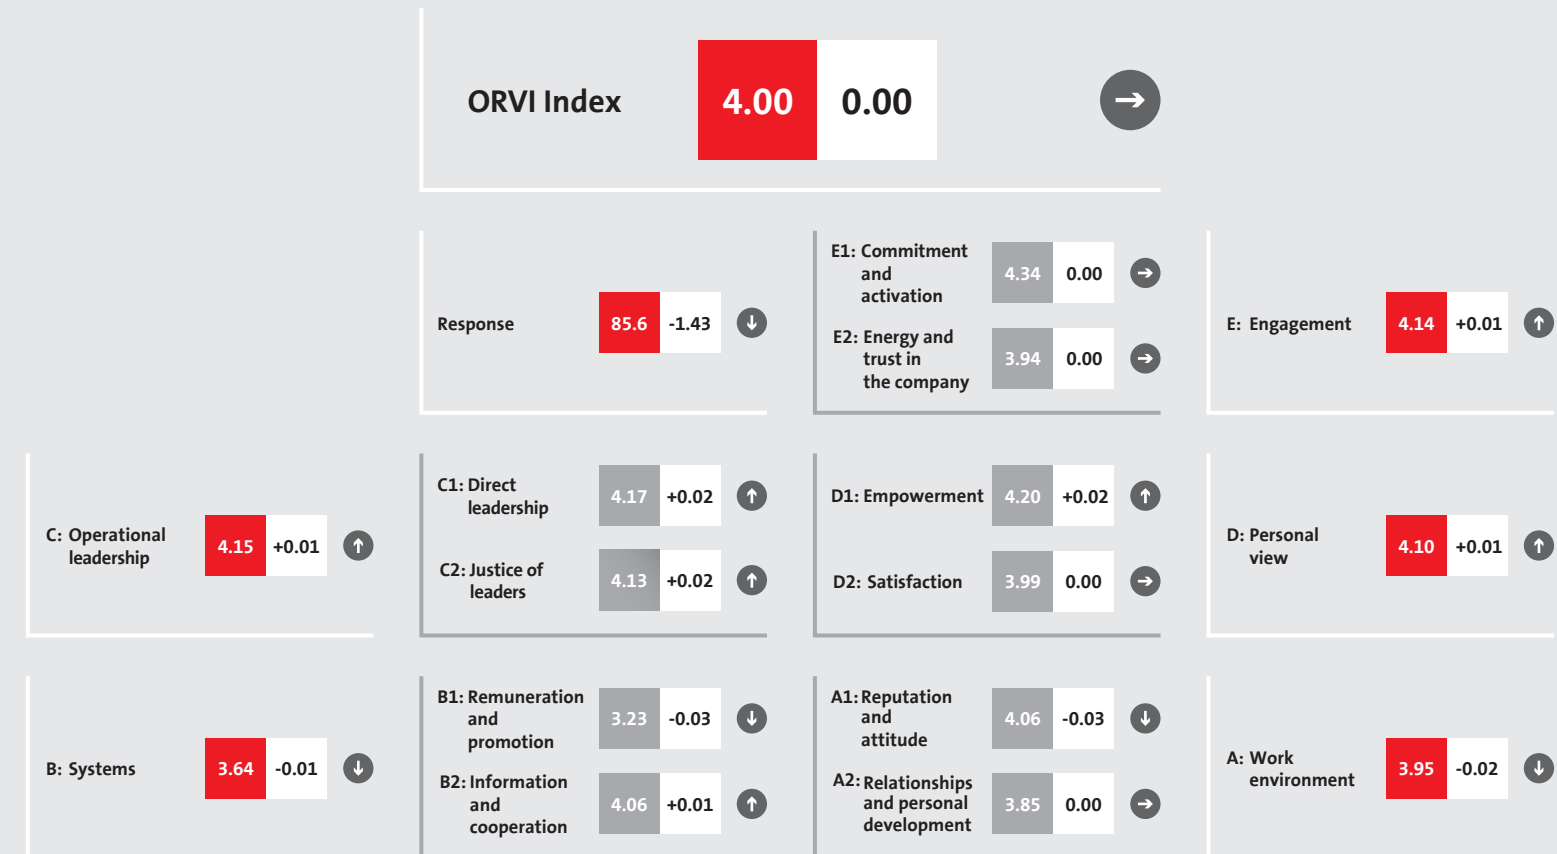 ORVI Index 4.00 0.00
Response 85.6 -1.43
E1: Commitment
and
activation
4.34 0.00
E2: Energy and
trust in
the company
3.94 0.00
E: Engagement 4.14 +0.01
C: Operational
leadership
4.15 +0.01
C1: Direct
leadership
4.17 +0.02
C2: Justice of
leaders
4.13 +0.02
D1: Empowerment 4.20 +0.02
D2: Satisfaction 3.99 0.00
D: Personal
view
4.10 +0.01
B: Systems 3.64 -0.01
B1: Remuneration
and
promotion
3.23 -0.03
B2: Information
and
cooperation
4.06 +0.01
A1: Reputation
and
attitude
4.06 -0.03
A2: Relationships
and personal
development
3.85 0.00
A: Work
environment
3.95 -0.02